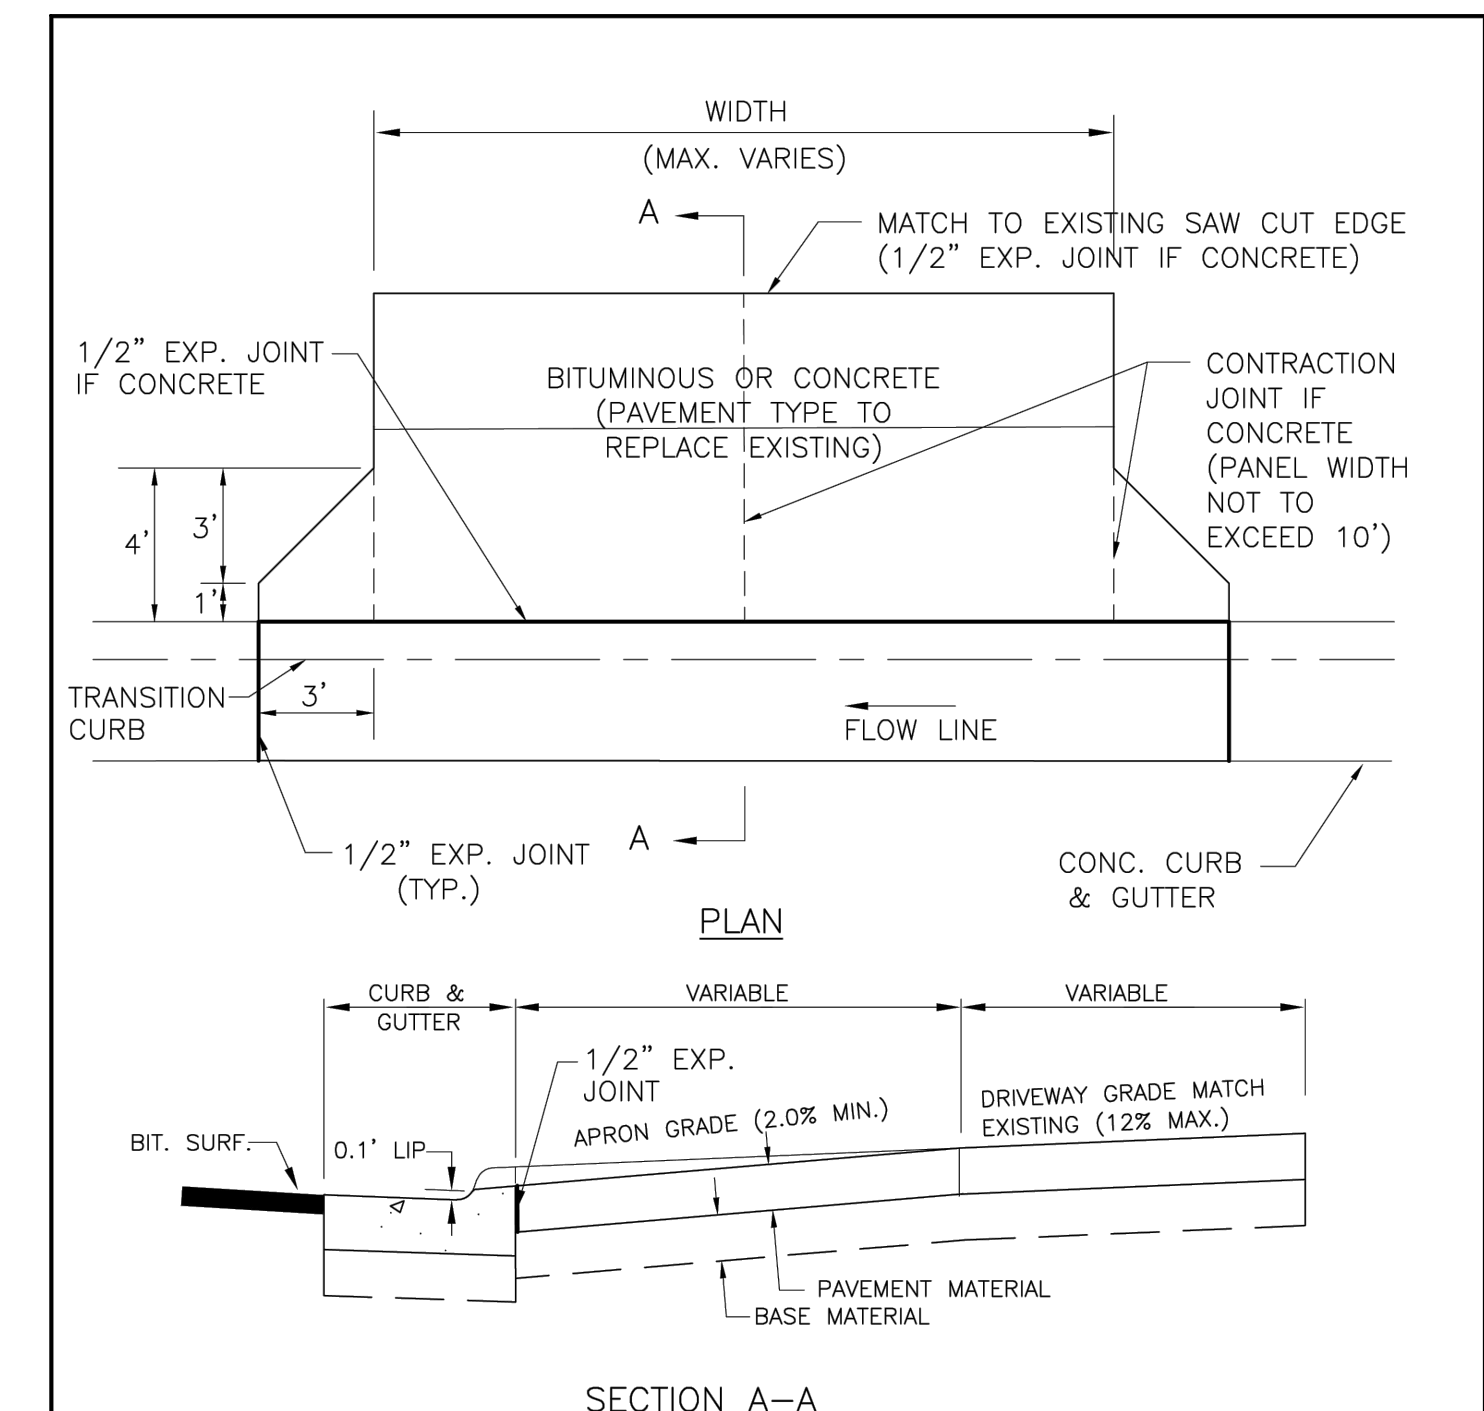 WIDTH
(MAX. VARIES)
A
MATCH TO EXISTING SAW CUT EDGE
(1/2" EXP. JOINT IF CONCRETE)
1/2" EXP. JOINT
IF CONCRETE
BITUMINOUS OR CONCRETE
(PAVEMENT TYPE TO
REPLACE EXISTING)
CONTRACTION
JOINT IF
CONCRETE
(PANEL WIDTH
NOT TO
EXCEED 10')
4'
3'
1'
TRANSITION
CURB
3'
FLOW LINE
1/2" EXP. JOINT
(TYP.)
A
CONC. CURB
& GUTTER
PLAN
CURB &
GUTTER
VARIABLE
VARIABLE
1/2" EXP.
JOINT
APRON GRADE (2.0% MIN.)
DRIVEWAY GRADE MATCH
EXISTING (12% MAX.)
BIT. SURF.
0.1' LIP
PAVEMENT MATERIAL
BASE MATERIAL
SECTION A-A